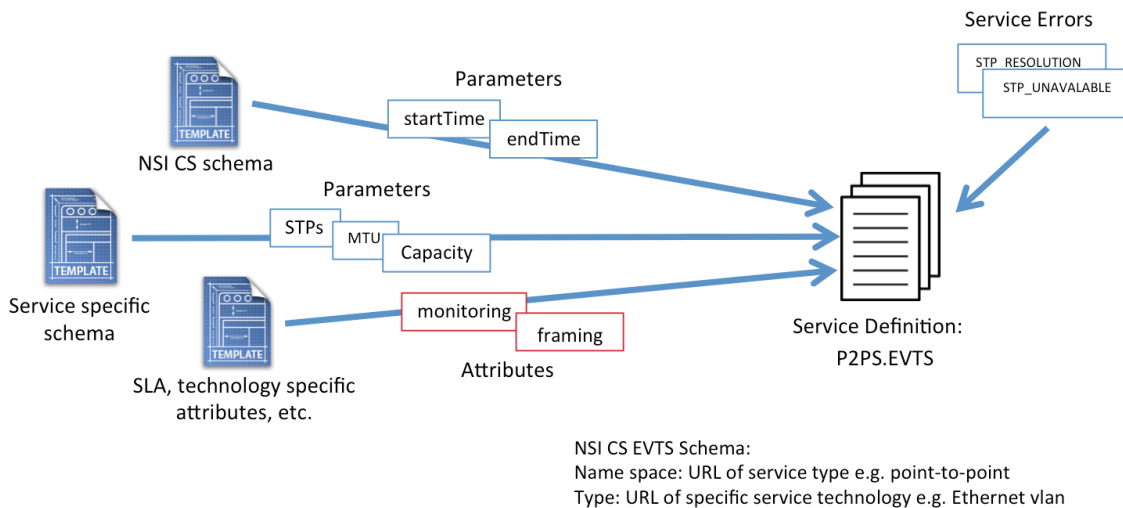 Service Errors
STP_RESOLUTION
STP_UNAVALABLE
Parameters
startTime
endTime
TEMPLATE
NSI CS schema
Parameters
STPs
MTU
Capacity
TEMPLATE
Service specific
schema
monitoring
framing
Attributes
TEMPLATE
SLA, technology specific
attributes, etc.
Service Definition:
P2PS.EVTS
NSI CS EVTS Schema:
Name space: URL of service type e.g. point-to-point
Type: URL of specific service technology e.g. Ethernet vlan